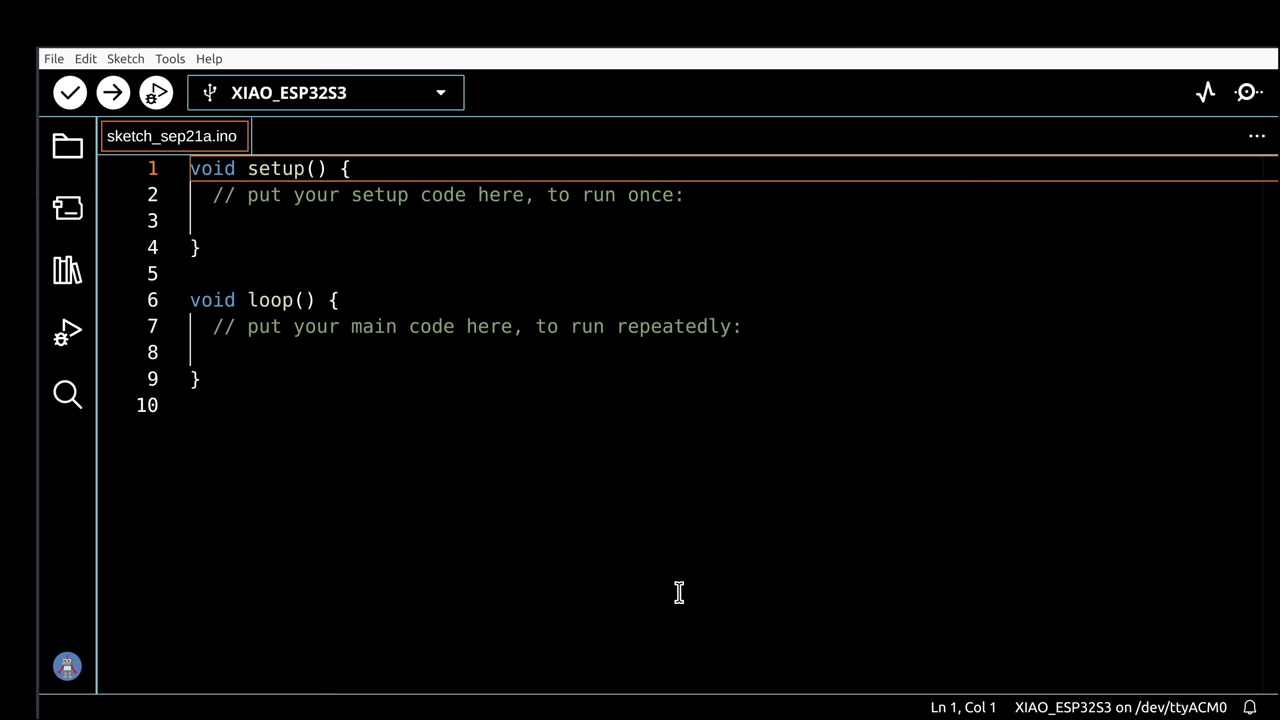 File Edit Sketch Tools Help
XIAO_ESP32S3
sketch_sep21a.ino
1 void setup() {
2 // put your setup code here, to run once:
3
4 }
5
6 void loop() {
7 // put your main code here, to run repeatedly:
8
9 }
10
Ln 1, Col 1 XIAO_ESP32S3 on /dev/ttyACM0